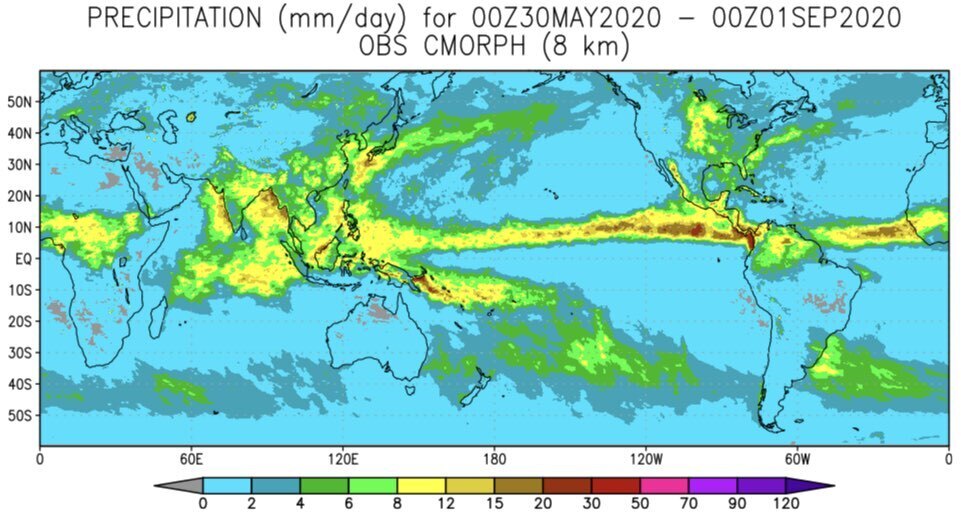 PRECIPITATION (mm/day) for 00Z30MAY2020 – 00Z01SEP2020
OBS CMORPH (8 km)
50N
40N
30N
20N
10N
EQ
10S
20S
30S
40S
50S
0 60E 120E 180 120W 60W 0
0 2 4 6 8 12 15 20 30 50 70 90 120